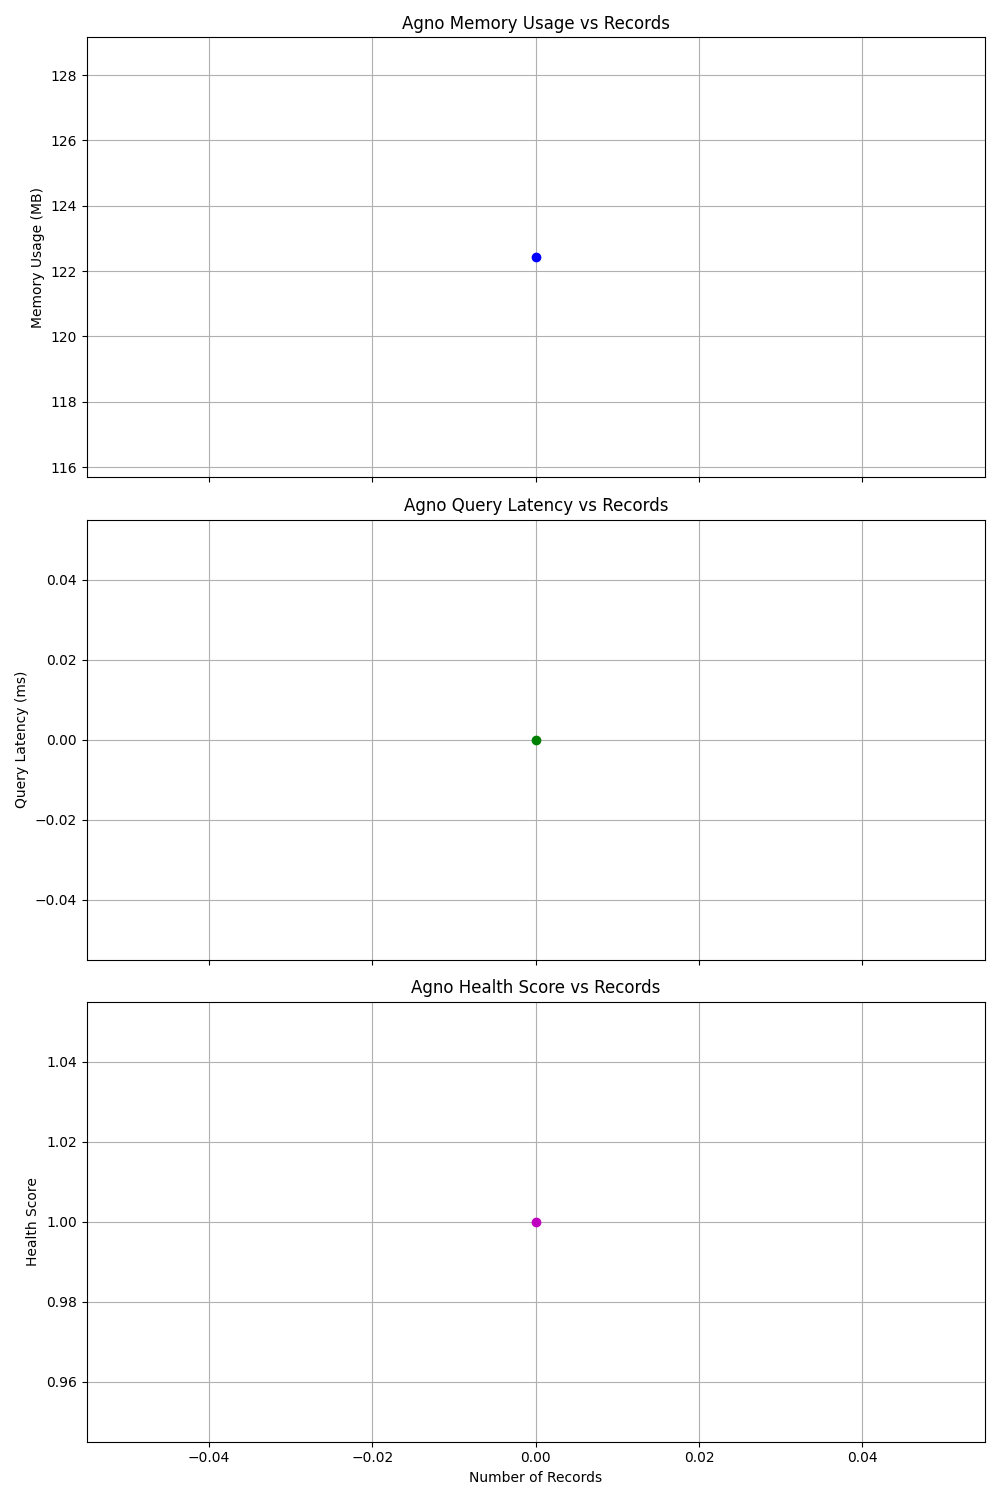 Agno Memory Usage vs Records
128
126
124
122
120
118
116
Memory Usage (MB)
Agno Query Latency vs Records
0.04
0.02
0.00
−0.02
−0.04
Query Latency (ms)
Agno Health Score vs Records
1.04
1.02
1.00
0.98
0.96
Health Score
−0.04 −0.02 0.00 0.02 0.04
Number of Records